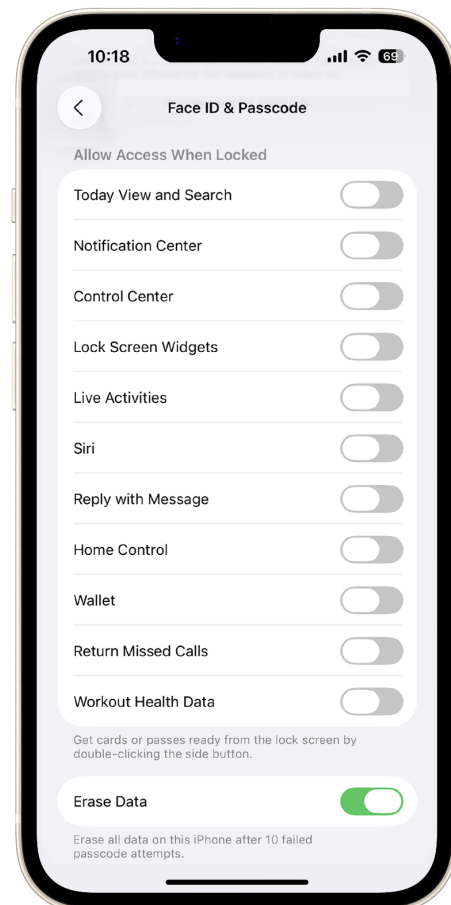 10:18
69
Face ID & Passcode
Allow Access When Locked
Today View and Search
Notification Center
Control Center
Lock Screen Widgets
Live Activities
Siri
Reply with Message
Home Control
Wallet
Return Missed Calls
Workout Health Data
Get cards or passes ready from the lock screen by
double-clicking the side button.
Erase Data
Erase all data on this iPhone after 10 failed
passcode attempts.